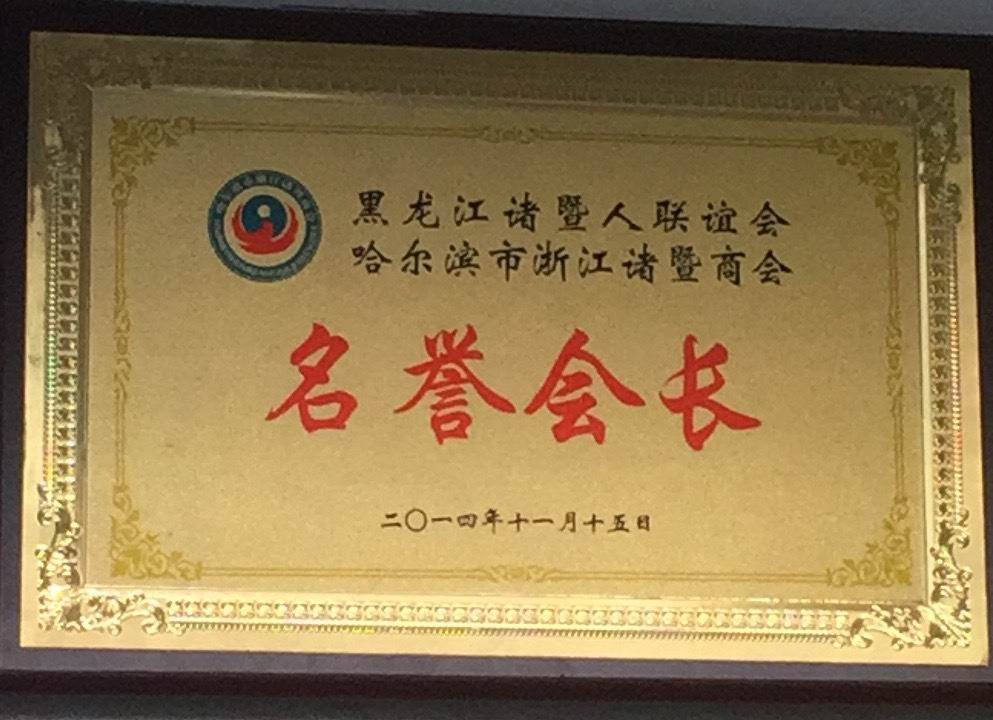 黑龙江诸暨人联谊会
哈尔滨市浙江诸暨商会
名誉会长
二〇一四年十一月十五日